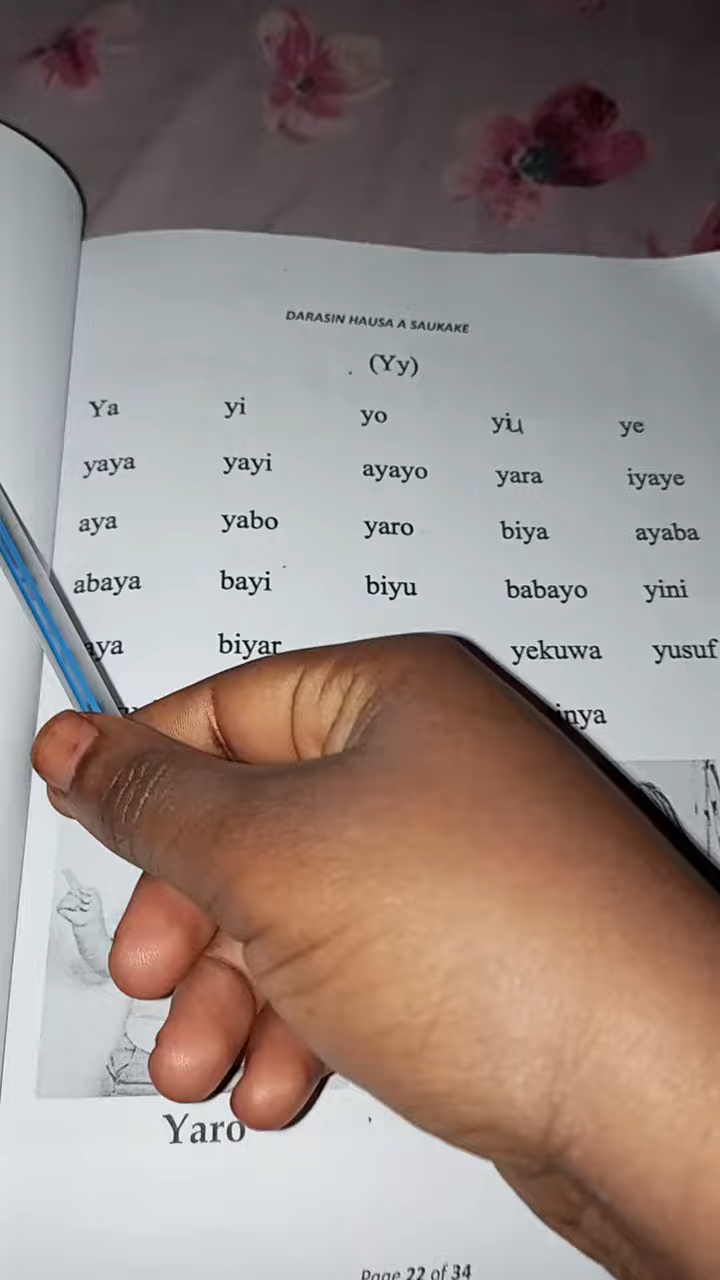 DARASIN HAUSA A SAUKAKE
(Yy)
Ya yi yo yiu ye
yaya yayi ayayo yara iyaye
aya yabo yaro biya ayaba
abaya bayi biyu babayo yini
biyar yekuwa yusuf
Yaro
Page 22 of 34